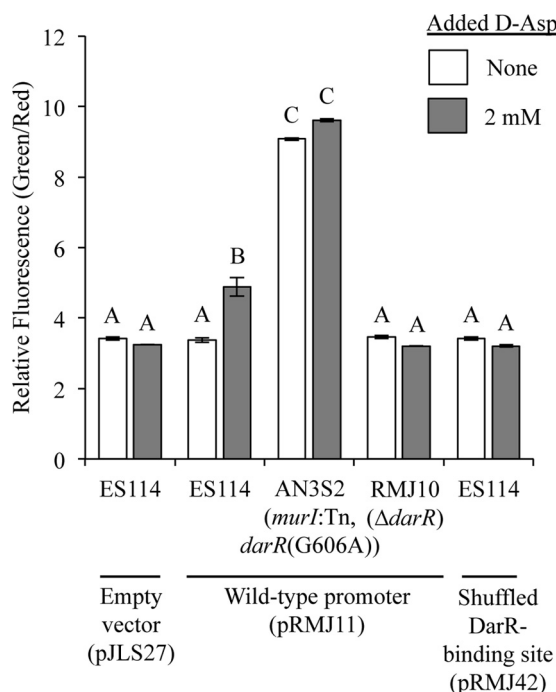 Added D-Asp
None
2 mM
Relative Fluorescence (Green/Red)
12
10
8
6
4
2
0
A A
A B
C C
A A
A A
ES114 ES114 AN3S2 RMJ10 ES114
(murI:Tn, (ΔdarR)
darR(G606A))
Empty
vector
(pJLS27)
Wild-type promoter
(pRMJ11)
Shuffled
DarR-
binding site
(pRMJ42)